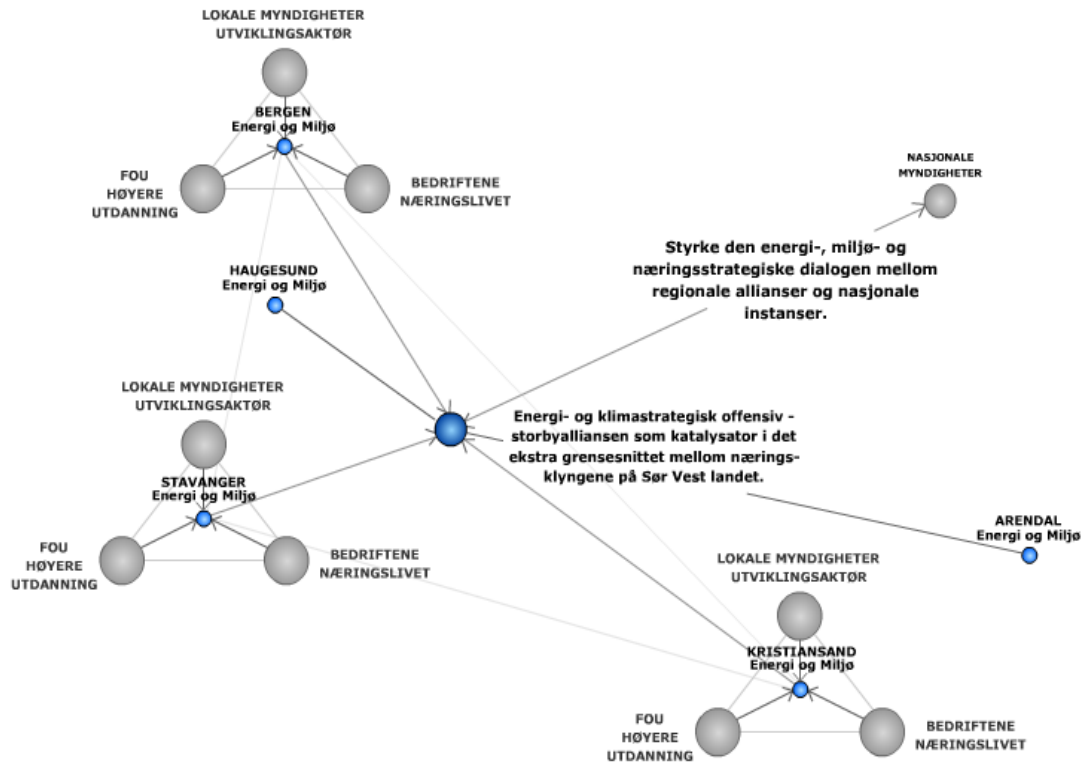 LOKALE MYNDIGHETER
UTVIKLINGSAKTØR
BERGEN
Energi og Miljø
FOU
HØYERE
UTDANNING
BEDRIFTENE
NÆRINGSLIVET
NASJONALE
MYNDIGHETER
Styrke den energi-, miljø- og
næringsstrategiske dialogen mellom
regionale allianser og nasjonale
instanser.
HAUGESUND
Energi og Miljø
LOKALE MYNDIGHETER
UTVIKLINGSAKTØR
STAVANGER
Energi og Miljø
FOU
HØYERE
UTDANNING
BEDRIFTENE
NÆRINGSLIVET
Energi- og klimastrategisk offensiv -
storbyalliansen som katalysator i det
ekstra grensesnittet mellom nærings-
klyngene på Sør Vest landet.
ARENDAL
Energi og Miljø
LOKALE MYNDIGHETER
UTVIKLINGSAKTØR
KRISTIANSAND
Energi og Miljø
FOU
HØYERE
UTDANNING
BEDRIFTENE
NÆRINGSLIVET